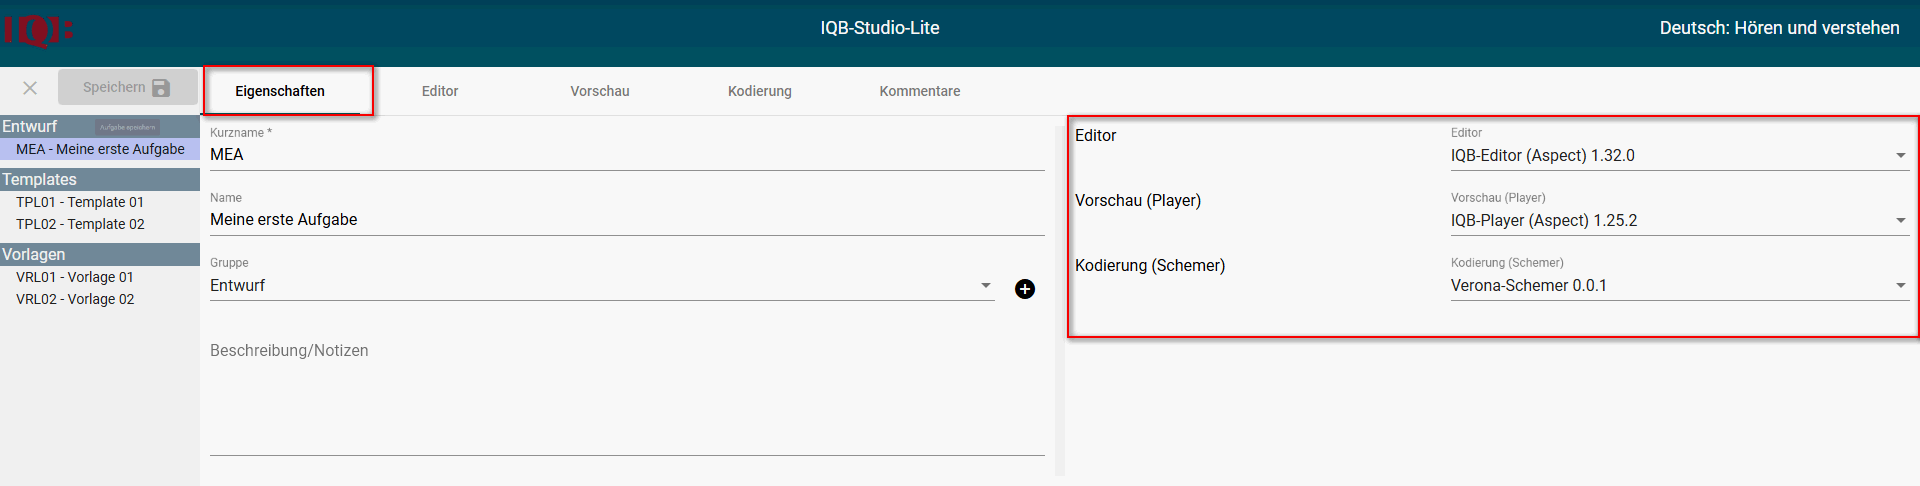 IQB:
IQB-Studio-Lite
Deutsch: Hören und verstehen
Speichern
Eigenschaften
Editor
Vorschau
Kodierung
Kommentare
Entwurf
Aufgabe speichern
MEA - Meine erste Aufgabe
Templates
TPL01 - Template 01
TPL02 - Template 02
Vorlagen
VRL01 - Vorlage 01
VRL02 - Vorlage 02
Kurzname *
MEA
Name
Meine erste Aufgabe
Gruppe
Entwurf
Beschreibung/Notizen
Editor
Editor
IQB-Editor (Aspect) 1.32.0
Vorschau (Player)
Vorschau (Player)
IQB-Player (Aspect) 1.25.2
Kodierung (Schemer)
Kodierung (Schemer)
Verona-Schemer 0.0.1